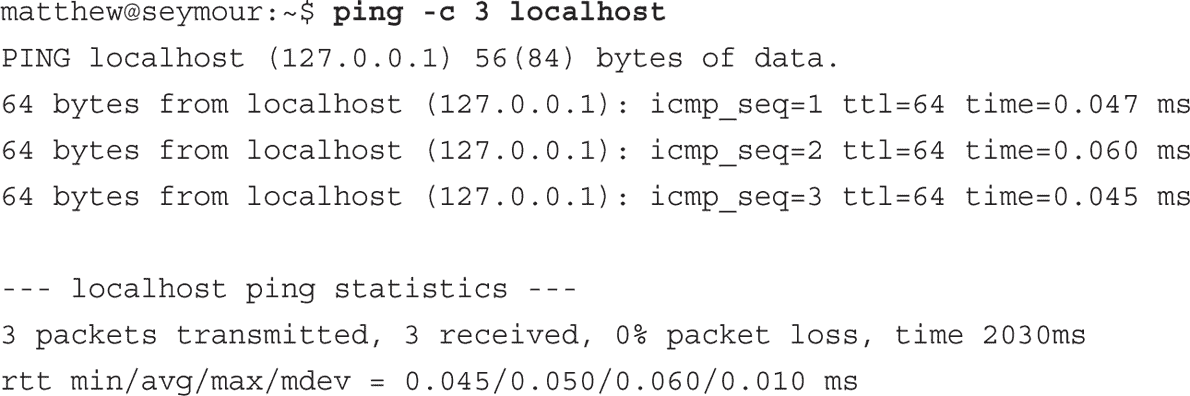 matthew@seymour:~$ ping -c 3 localhost
PING localhost (127.0.0.1) 56(84) bytes of data.
64 bytes from localhost (127.0.0.1): icmp_seq=1 ttl=64 time=0.047 ms
64 bytes from localhost (127.0.0.1): icmp_seq=2 ttl=64 time=0.060 ms
64 bytes from localhost (127.0.0.1): icmp_seq=3 ttl=64 time=0.045 ms
--- localhost ping statistics ---
3 packets transmitted, 3 received, 0% packet loss, time 2030ms
rtt min/avg/max/mdev = 0.045/0.050/0.060/0.010 ms